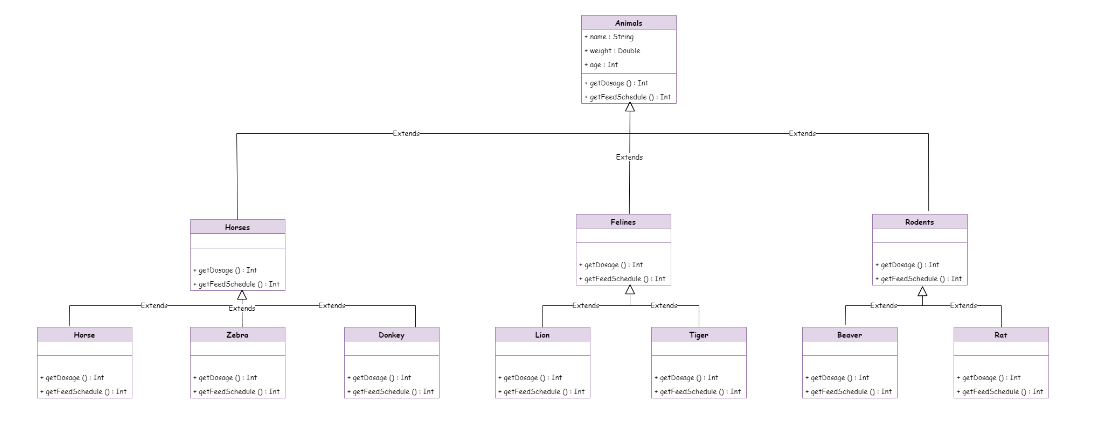 Animals
+ name : String
+ weight : Double
+ age : Int
+ getDosage () : Int
+ getFeedSchedule () : Int
Extends
Extends
Extends
Horses
+ getDosage () : Int
+ getFeedSchedule () : Int
Felines
+ getDosage () : Int
+ getFeedSchedule () : Int
Rodents
+ getDosage () : Int
+ getFeedSchedule () : Int
Extends
Extends
Extends
Extends
Extends
Extends
Extends
Horse
+ getDosage () : Int
+ getFeedSchedule () : Int
Zebra
+ getDosage () : Int
+ getFeedSchedule () : Int
Donkey
+ getDosage () : Int
+ getFeedSchedule () : Int
Lion
+ getDosage () : Int
+ getFeedSchedule () : Int
Tiger
+ getDosage () : Int
+ getFeedSchedule () : Int
Beaver
+ getDosage () : Int
+ getFeedSchedule () : Int
Rat
+ getDosage () : Int
+ getFeedSchedule () : Int